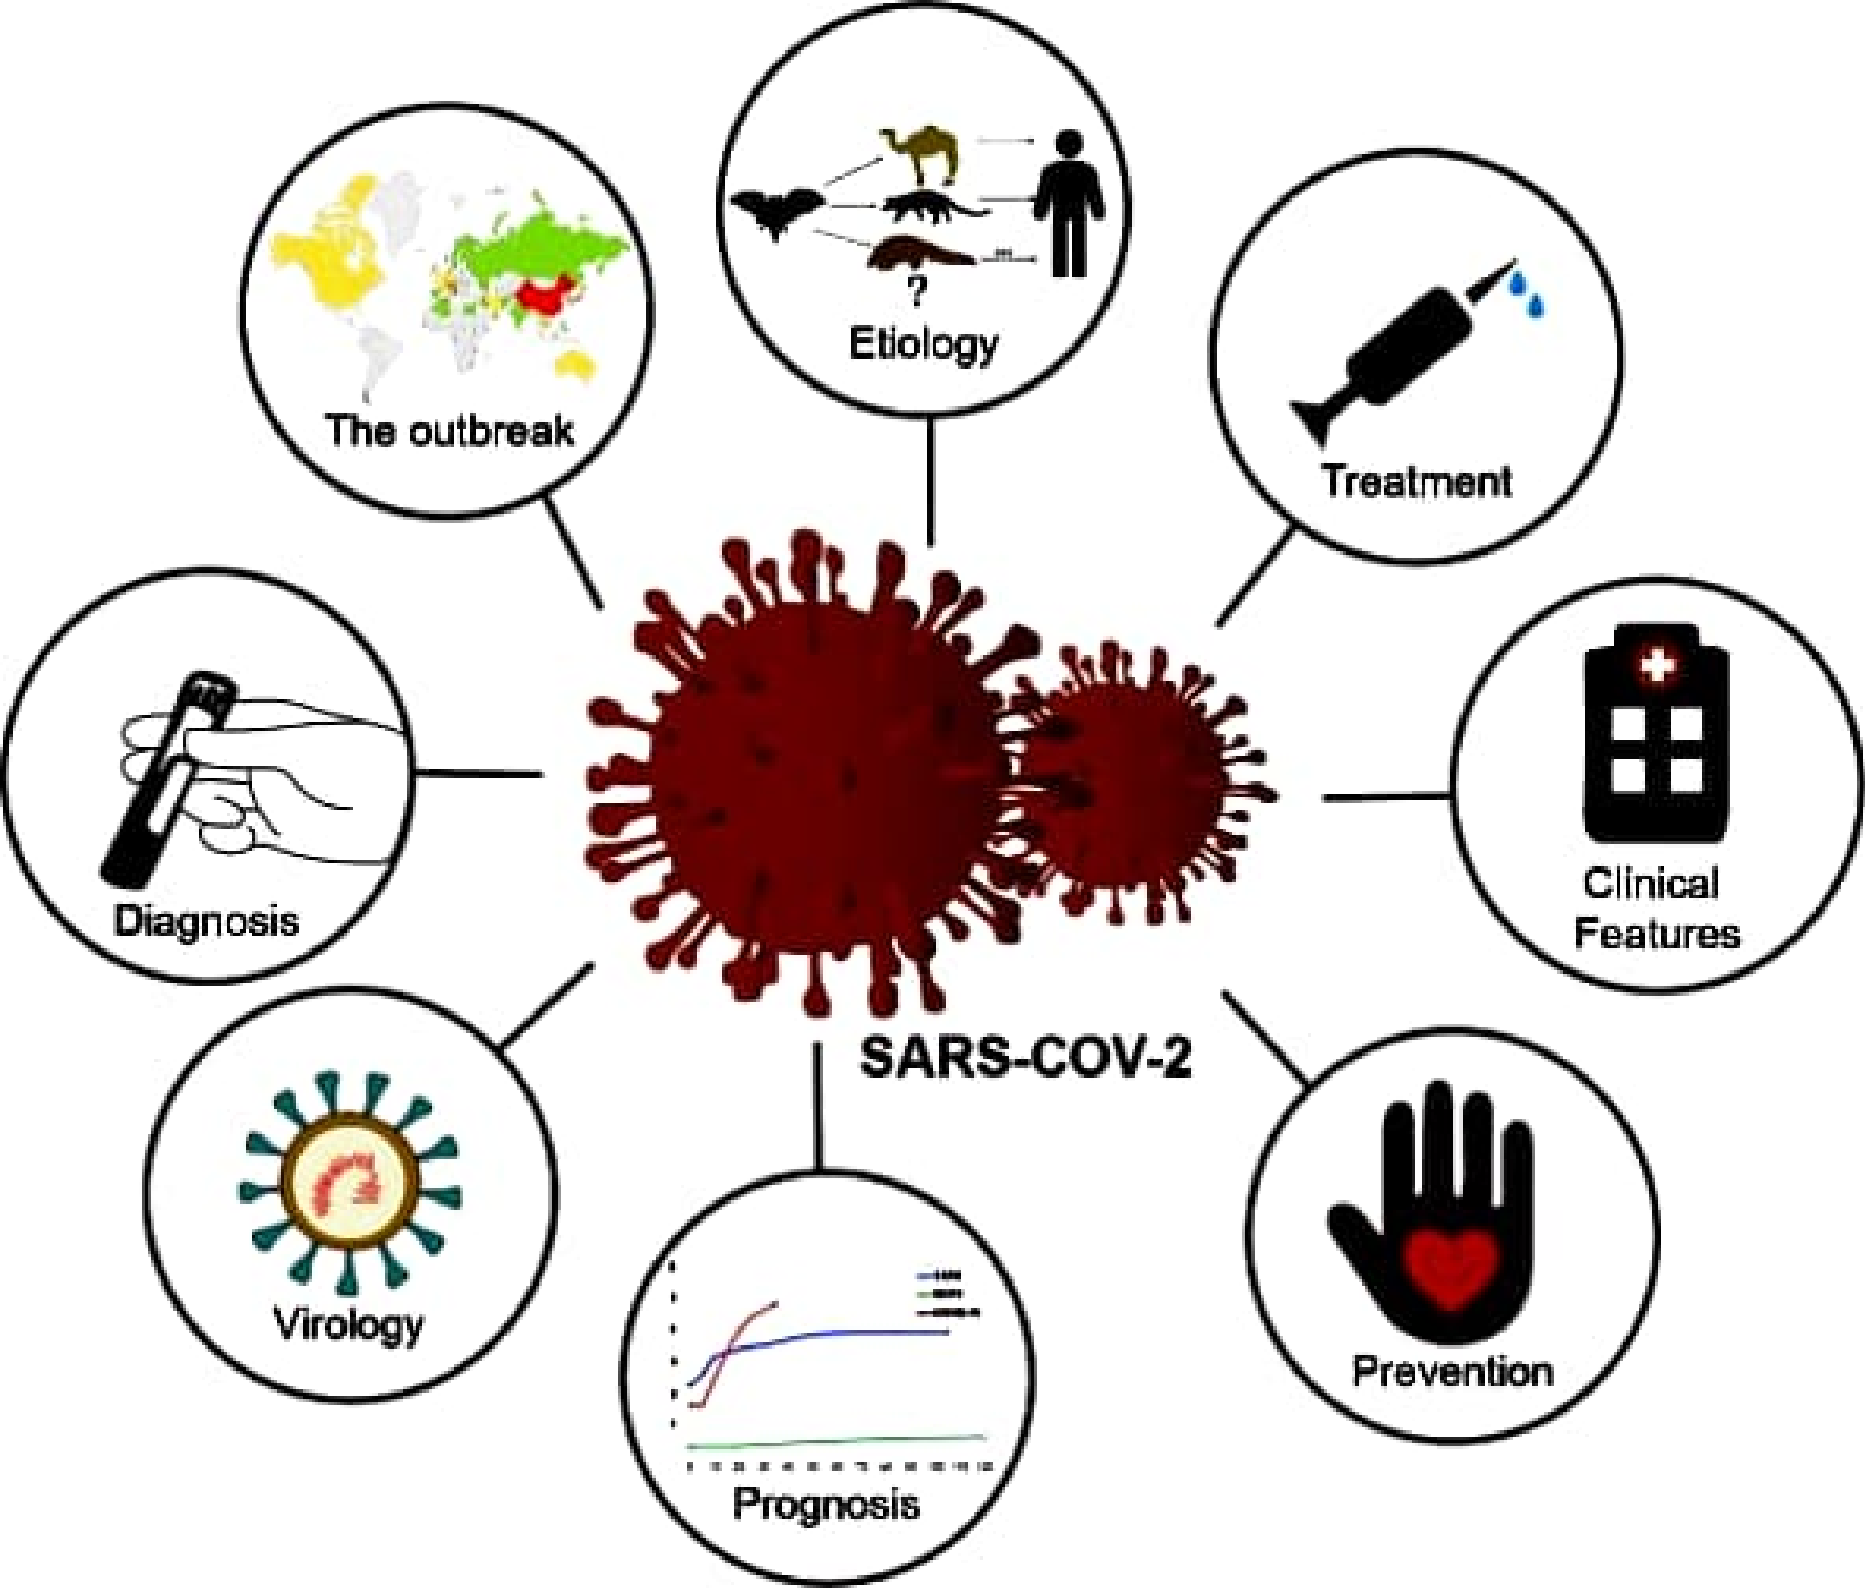 Etiology
?
The outbreak
Treatment
Diagnosis
Clinical
Features
SARS-COV-2
Virology
Prevention
Prognosis